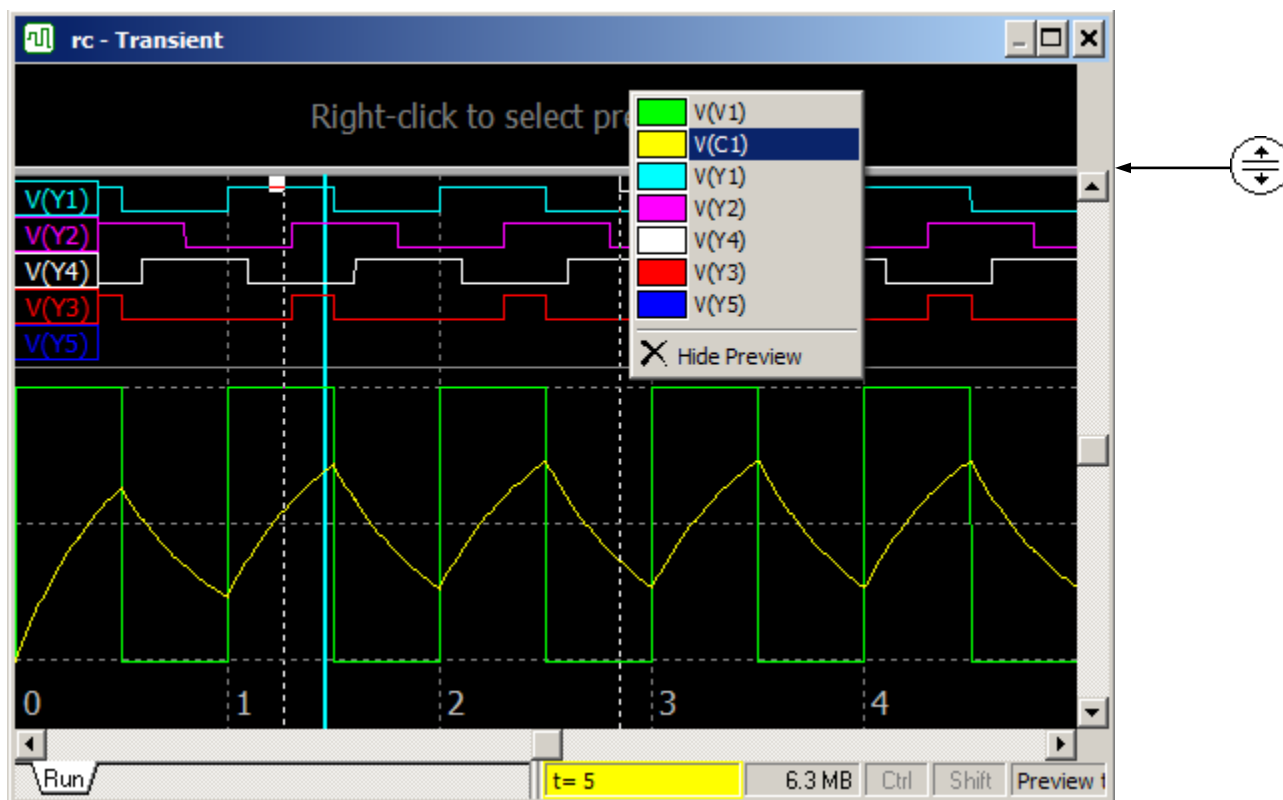 rc - Transient
Right-click to select pre
V(V1)
V(C1)
V(Y1)
V(Y2)
V(Y4)
V(Y3)
V(Y5)
Hide Preview
V(Y1)
V(Y2)
V(Y4)
V(Y3)
V(Y5)
0 1 2 3 4
Run t= 5 6.3 MB Ctrl Shift Preview t